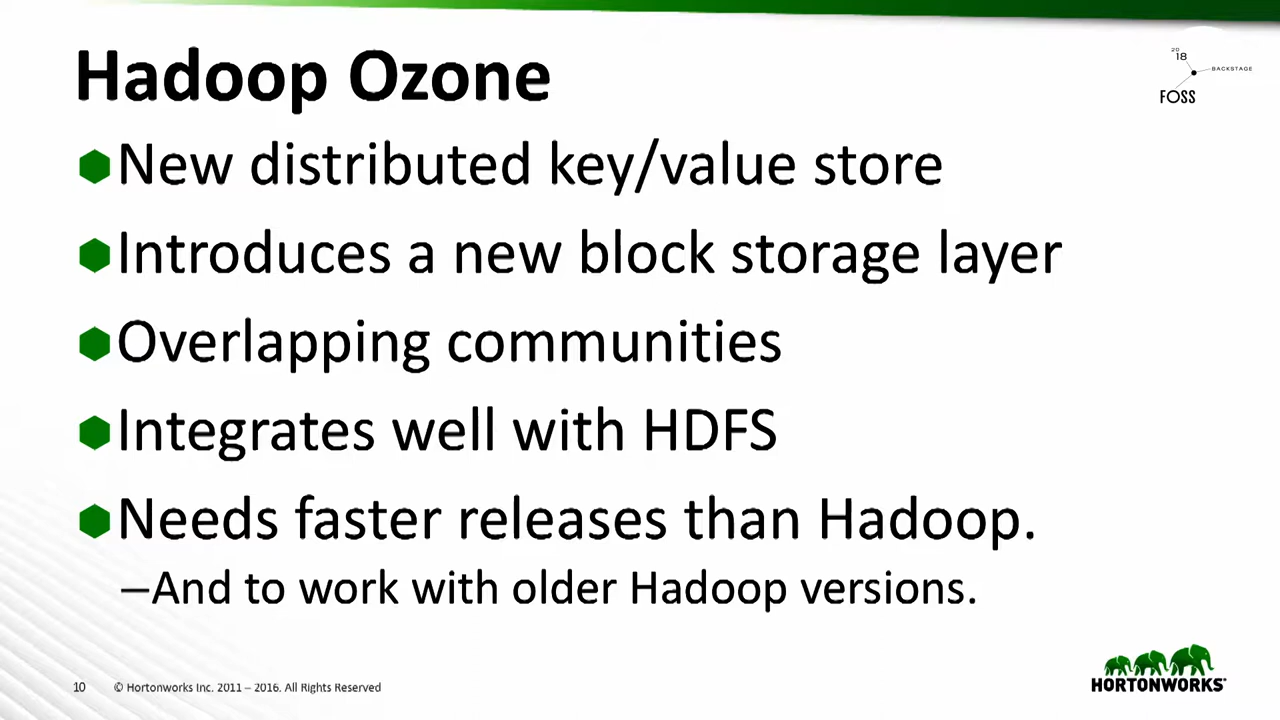 Hadoop Ozone
20
18
BACKSTAGE
FOSS
New distributed key/value store
Introduces a new block storage layer
Overlapping communities
Integrates well with HDFS
Needs faster releases than Hadoop.
–And to work with older Hadoop versions.
10 © Hortonworks Inc. 2011 – 2016. All Rights Reserved
HORTONWORKS